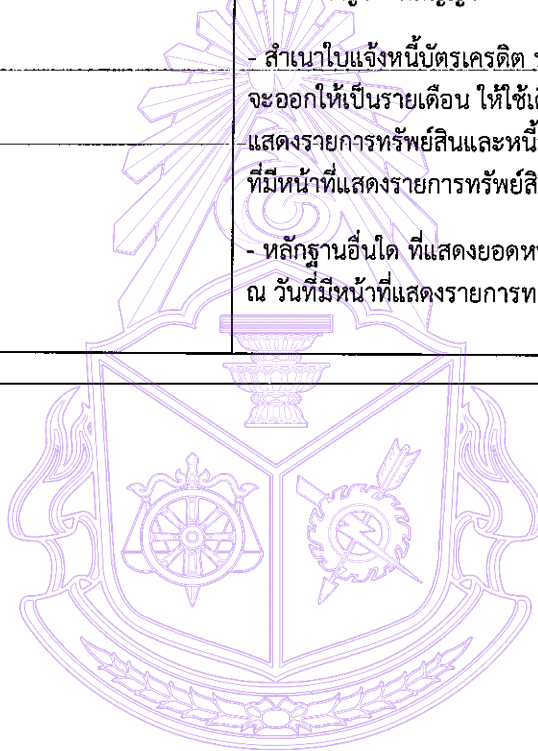 - สำเนาใบแจ้งหนี้บัตรเครดิต
จะออกให้เป็นรายเดือน ให้ใช้
แสดงรายการทรัพย์สินและหนี้
ที่มีหน้าที่แสดงรายการทรัพย์สิ
- หลักฐานอื่นใด ที่แสดงยอด
ณ วันที่มีหน้าที่แสดงรายการ